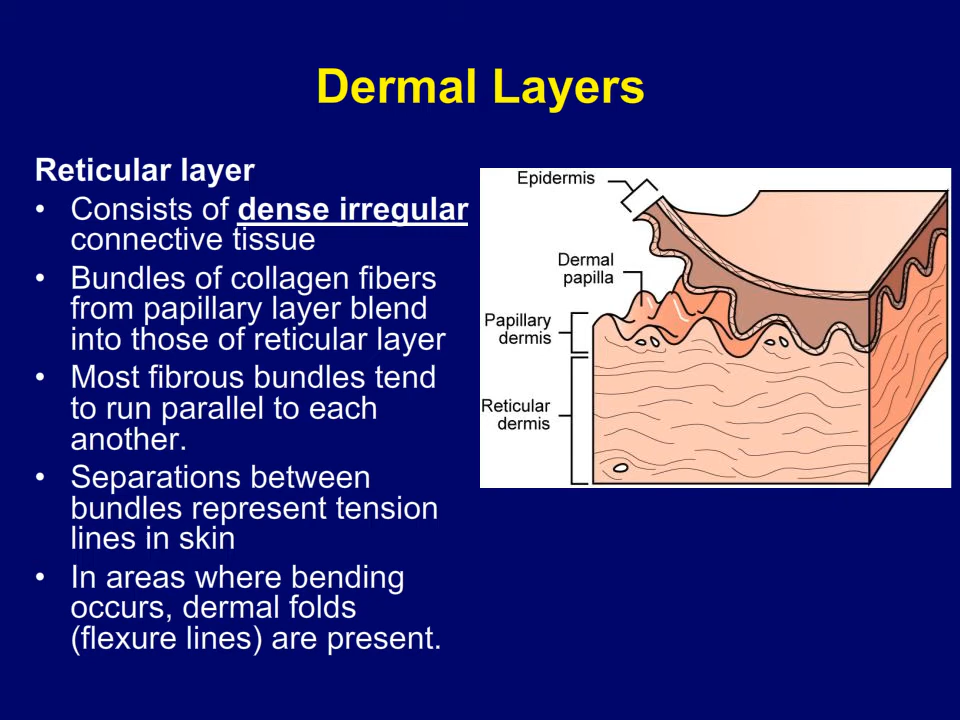 Dermal Layers
Reticular layer
• Consists of dense irregular
connective tissue
• Bundles of collagen fibers
from papillary layer blend
into those of reticular layer
• Most fibrous bundles tend
to run parallel to each
another.
• Separations between
bundles represent tension
lines in skin
• In areas where bending
occurs, dermal folds
(flexure lines) are present.
Epidermis
Dermal
papilla
Papillary
dermis
Reticular
dermis